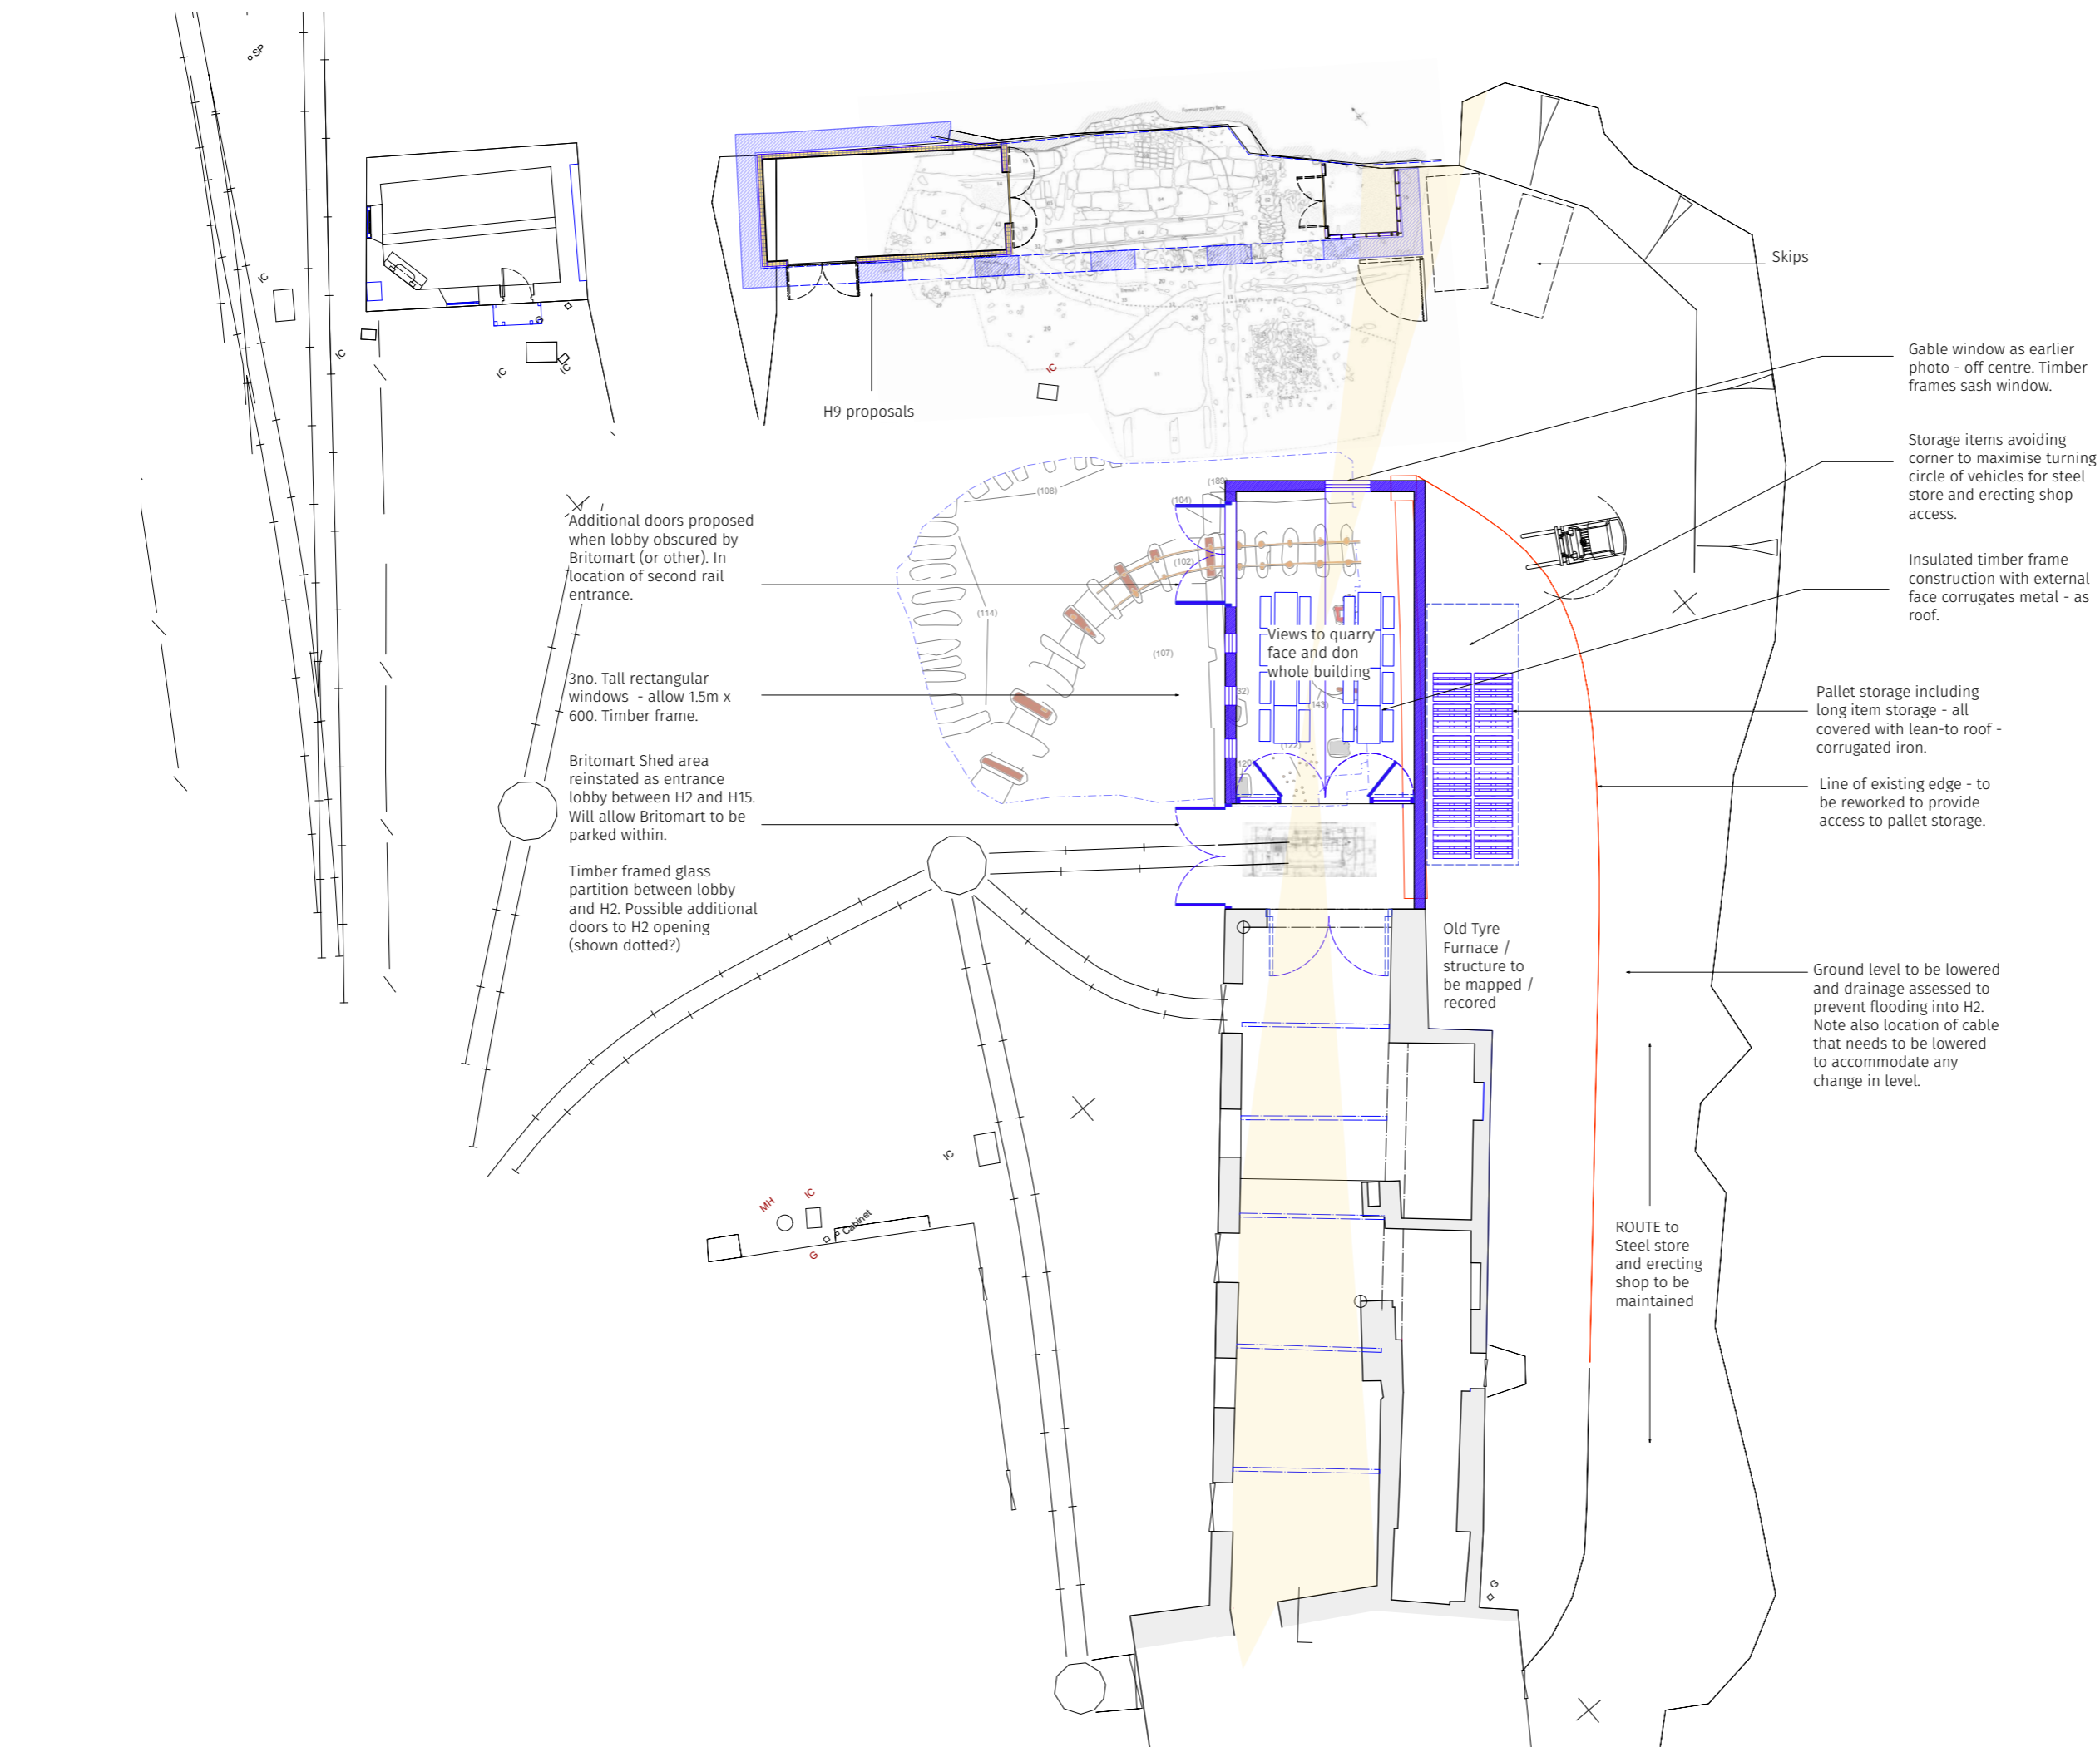 SP
IC
IC
IC
IC
G
IC
Skips
H9 proposals
Gable window as earlier
photo - off centre. Timber
frames sash window.
Storage items avoiding
corner to maximise turning
circle of vehicles for steel
store and erecting shop
access.
Insulated timber frame
construction with external
face corrugates metal - as
roof.
Pallet storage including
long item storage - all
covered with lean-to roof -
corrugated iron.
Line of existing edge - to
be reworked to provide
access to pallet storage.
Ground level to be lowered
and drainage assessed to
prevent flooding into H2.
Note also location of cable
that needs to be lowered
to accommodate any
change in level.
Additional doors proposed
when lobby obscured by
Britomart (or other). In
location of second rail
entrance.
3no. Tall rectangular
windows - allow 1.5m x
600. Timber frame.
Britomart Shed area
reinstated as entrance
lobby between H2 and H15.
Will allow Britomart to be
parked within.
Timber framed glass
partition between lobby
and H2. Possible additional
doors to H2 opening
(shown dotted?)
(108)
(104)
(102)
(114)
(107)
Views to quarry
face and don
whole building
(143)
(122)
Old Tyre
Furnace /
structure to
be mapped /
recored
ROUTE to
Steel store
and erecting
shop to be
maintained
IC
MH
IC
P Cabinet
G
G